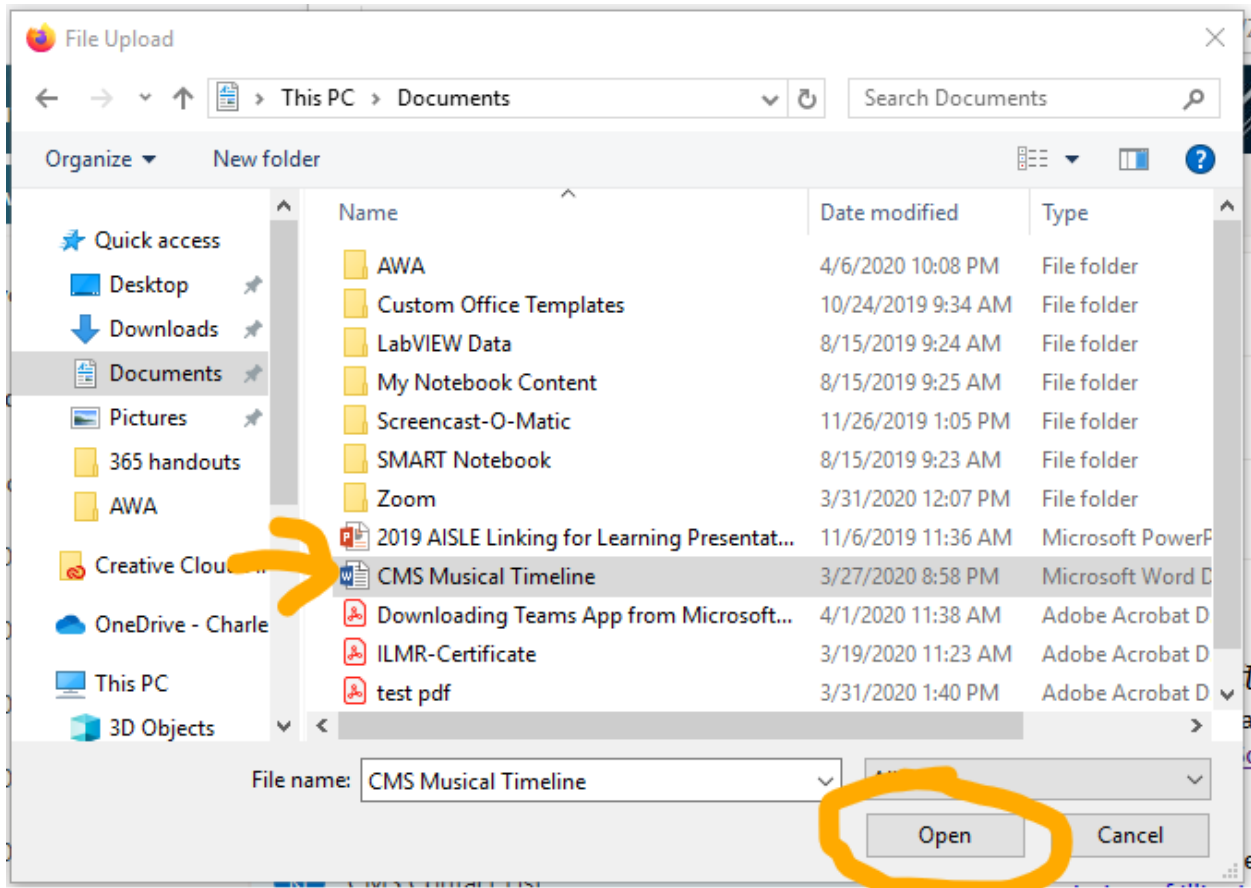 File Upload
This PC > Documents
Search Documents
Organize
New folder
Name
Date modified
Type
Quick access
Desktop
Downloads
Documents
Pictures
365 handouts
AWA
Creative Clou
OneDrive - Charle
This PC
3D Objects
AWA 4/6/2020 10:08 PM File folder
Custom Office Templates 10/24/2019 9:34 AM File folder
LabVIEW Data 8/15/2019 9:24 AM File folder
My Notebook Content 8/15/2019 9:25 AM File folder
Screencast-O-Matic 11/26/2019 1:05 PM File folder
SMART Notebook 8/15/2019 9:23 AM File folder
Zoom 3/31/2020 12:07 PM File folder
2019 AISLE Linking for Learning Presentat... 11/6/2019 11:36 AM Microsoft PowerP
CMS Musical Timeline 3/27/2020 8:58 PM Microsoft Word D
Downloading Teams App from Microsoft... 4/1/2020 11:38 AM Adobe Acrobat D
ILMR-Certificate 3/19/2020 11:23 AM Adobe Acrobat D
test pdf 3/31/2020 1:40 PM Adobe Acrobat D
File name: CMS Musical Timeline
Open
Cancel